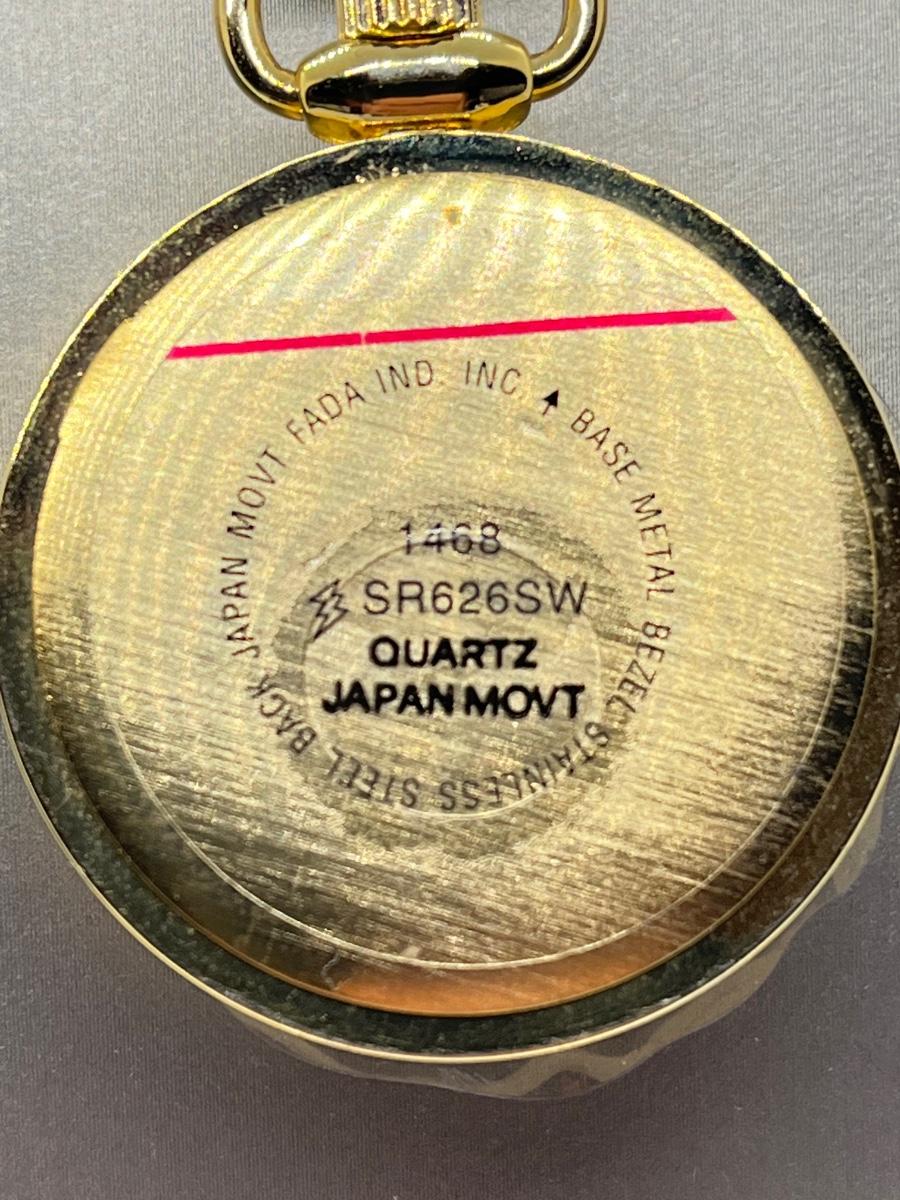 BASE METAL BEZEL STAINLESS STEEL BACK JAPAN MOVT FADA IND. INC.
1468
SR626SW
QUARTZ
JAPAN MOVT